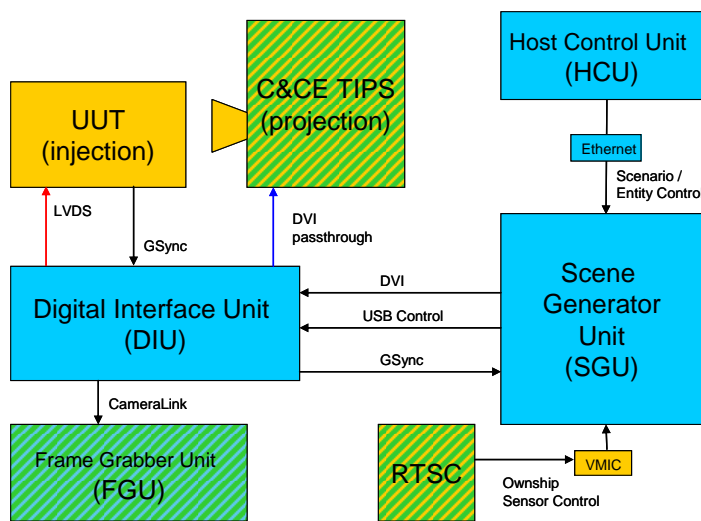 Host Control Unit
(HCU)
C&CE TIPS
(projection)
UUT
(injection)
Ethernet
Scenario /
Entity Control
LVDS
GSync
DVI
passthrough
Digital Interface Unit
(DIU)
DVI
USB Control
GSync
Scene
Generator
Unit
(SGU)
CameraLink
Frame Grabber Unit
(FGU)
RTSC
VMIC
Ownship
Sensor Control